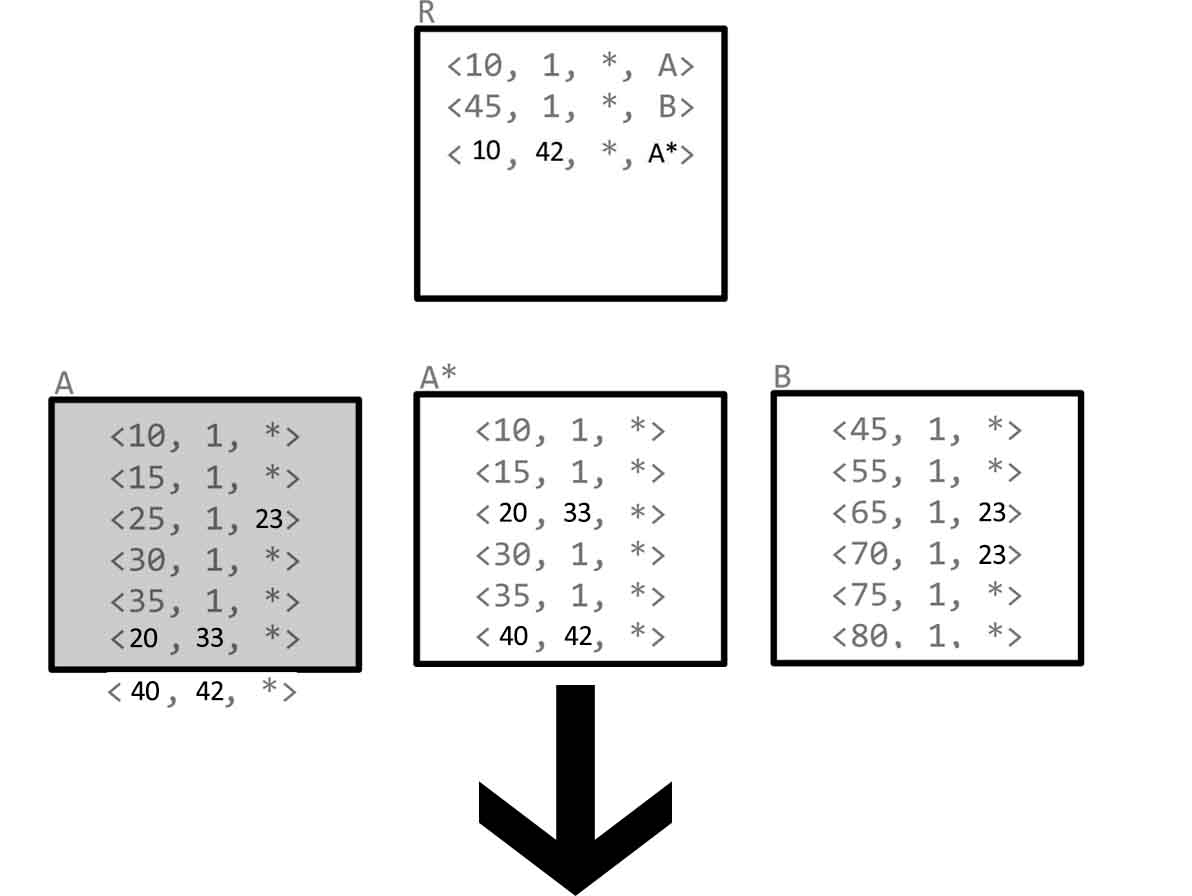 R
<10, 1, *, A>
<45, 1, *, B>
< 10 , 42, *, A*>
A
<10, 1, *>
<15, 1, *>
<25, 1, 23>
<30, 1, *>
<35, 1, *>
<20 , 33, *>
< 40 , 42, *>
A*
<10, 1, *>
<15, 1, *>
< 20 , 33, *>
<30, 1, *>
<35, 1, *>
< 40 , 42, *>
B
<45, 1, *>
<55, 1, *>
<65, 1, 23>
<70, 1, 23>
<75, 1, *>
<80, 1, *>